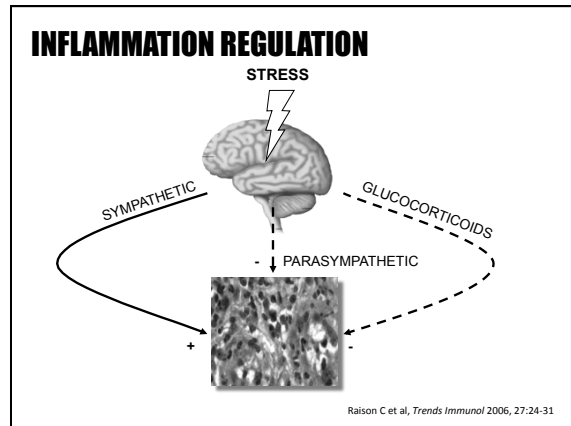 INFLAMMATION REGULATION
STRESS
SYMPATHETIC
GLUCOCORTICOIDS
- PARASYMPATHETIC
+
-
Raison C et al, Trends Immunol 2006, 27:24-31